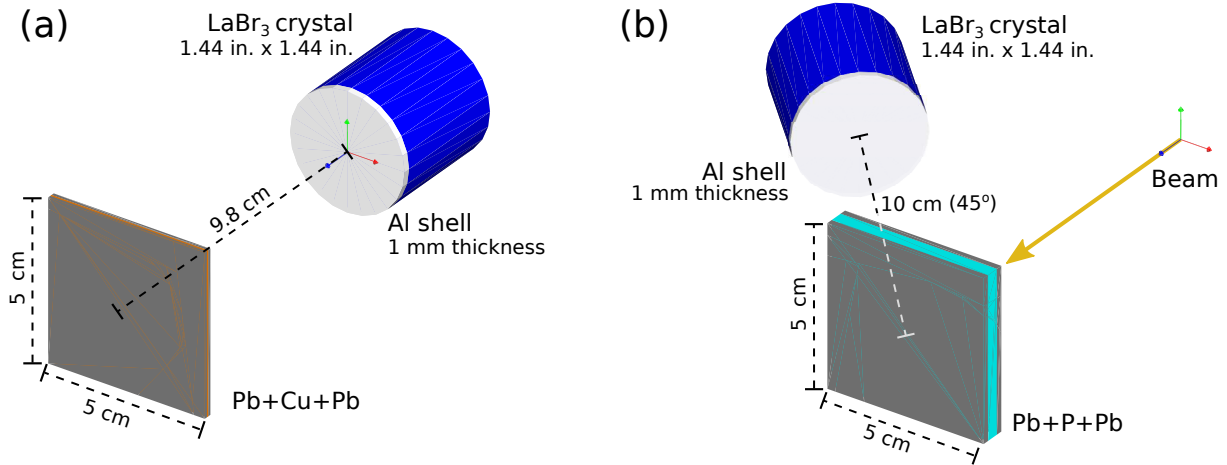 (a)
LaBr₃ crystal
1.44 in. x 1.44 in.
9.8 cm
Al shell
1 mm thickness
5 cm
5 cm
Pb+Cu+Pb
(b)
LaBr₃ crystal
1.44 in. x 1.44 in.
Al shell
1 mm thickness
10 cm (45º)
Beam
5 cm
5 cm
Pb+P+Pb